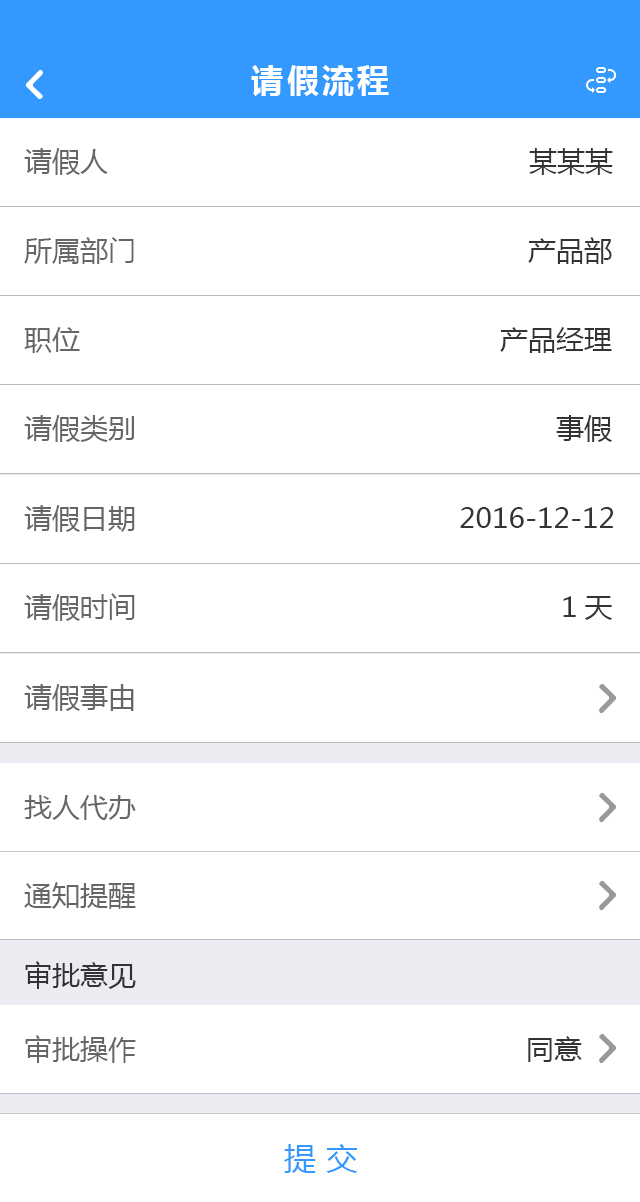 请假流程
请假人 某某某
所属部门 产品部
职位 产品经理
请假类别 事假
请假日期 2016-12-12
请假时间 1 天
请假事由
找人代办
通知提醒
审批意见
审批操作 同意
提 交